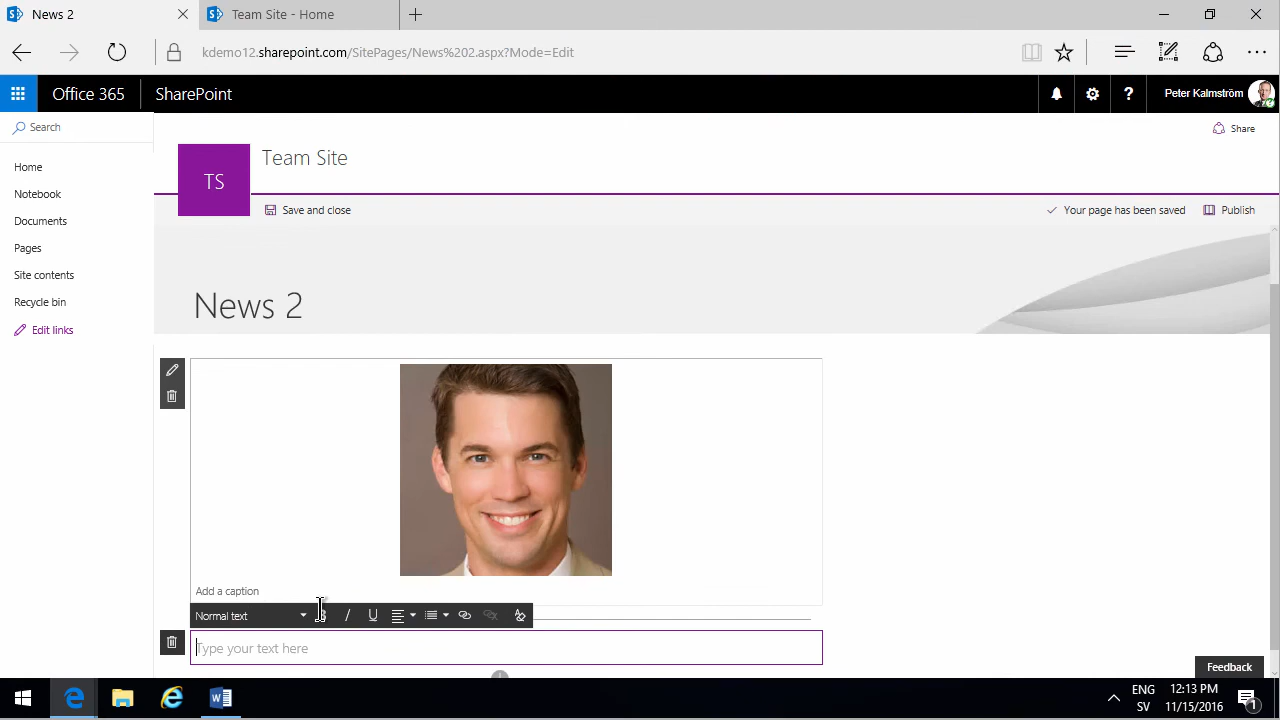 News 2
Team Site - Home
kdemo12.sharepoint.com/SitePages/News%202.aspx?Mode=Edit
Office 365
SharePoint
Peter Kalmström
Search
Share
Home
Notebook
Documents
Pages
Site contents
Recycle bin
Edit links
TS
Team Site
Save and close
Your page has been saved
Publish
News 2
Add a caption
Normal text
B I U
Type your text here
Feedback
ENG
SV
12:13 PM
11/15/2016
1